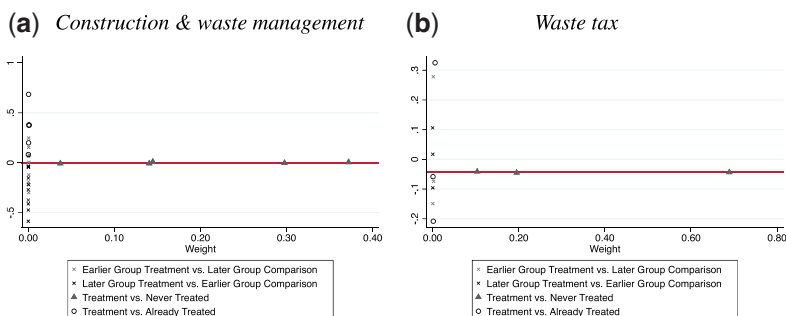 (a) Construction & waste management
1
.5
0
-.5
0.00 0.10 0.20 0.30 0.40
Weight
Earlier Group Treatment vs. Later Group Comparison
Later Group Treatment vs. Earlier Group Comparison
Treatment vs. Never Treated
Treatment vs. Already Treated
(b) Waste tax
.3
.2
.1
0
-.1
-.2
0.00 0.20 0.40 0.60 0.80
Weight
Earlier Group Treatment vs. Later Group Comparison
Later Group Treatment vs. Earlier Group Comparison
Treatment vs. Never Treated
Treatment vs. Already Treated